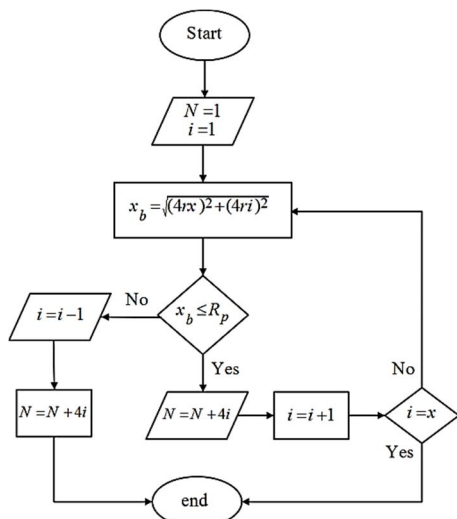 Start
N=1
i=1
x_b=√(4rx)²+(4ri)²
No
i=i−1
x_b≤R_p
Yes
No
N=N+4i
N=N+4i
i=i+1
i=x
Yes
end